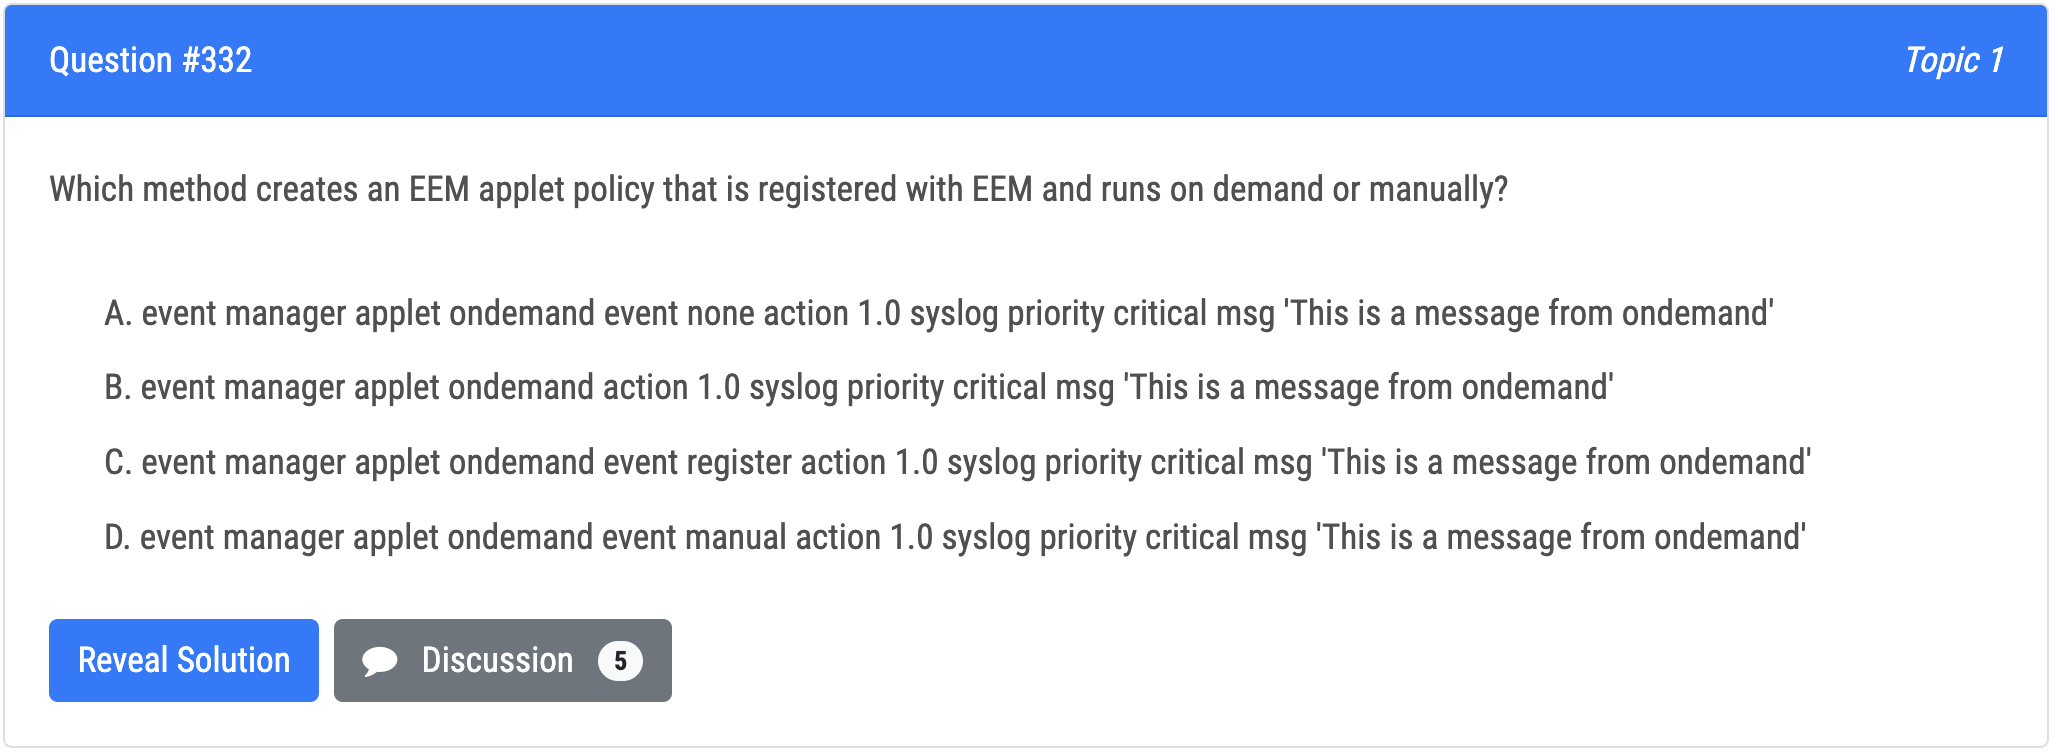 Question #332
Topic 1
Which method creates an EEM applet policy that is registered with EEM and runs on demand or manually?
A. event manager applet ondemand event none action 1.0 syslog priority critical msg 'This is a message from ondemand'
B. event manager applet ondemand action 1.0 syslog priority critical msg 'This is a message from ondemand'
C. event manager applet ondemand event register action 1.0 syslog priority critical msg 'This is a message from ondemand'
D. event manager applet ondemand event manual action 1.0 syslog priority critical msg 'This is a message from ondemand'
Reveal Solution
Discussion 5